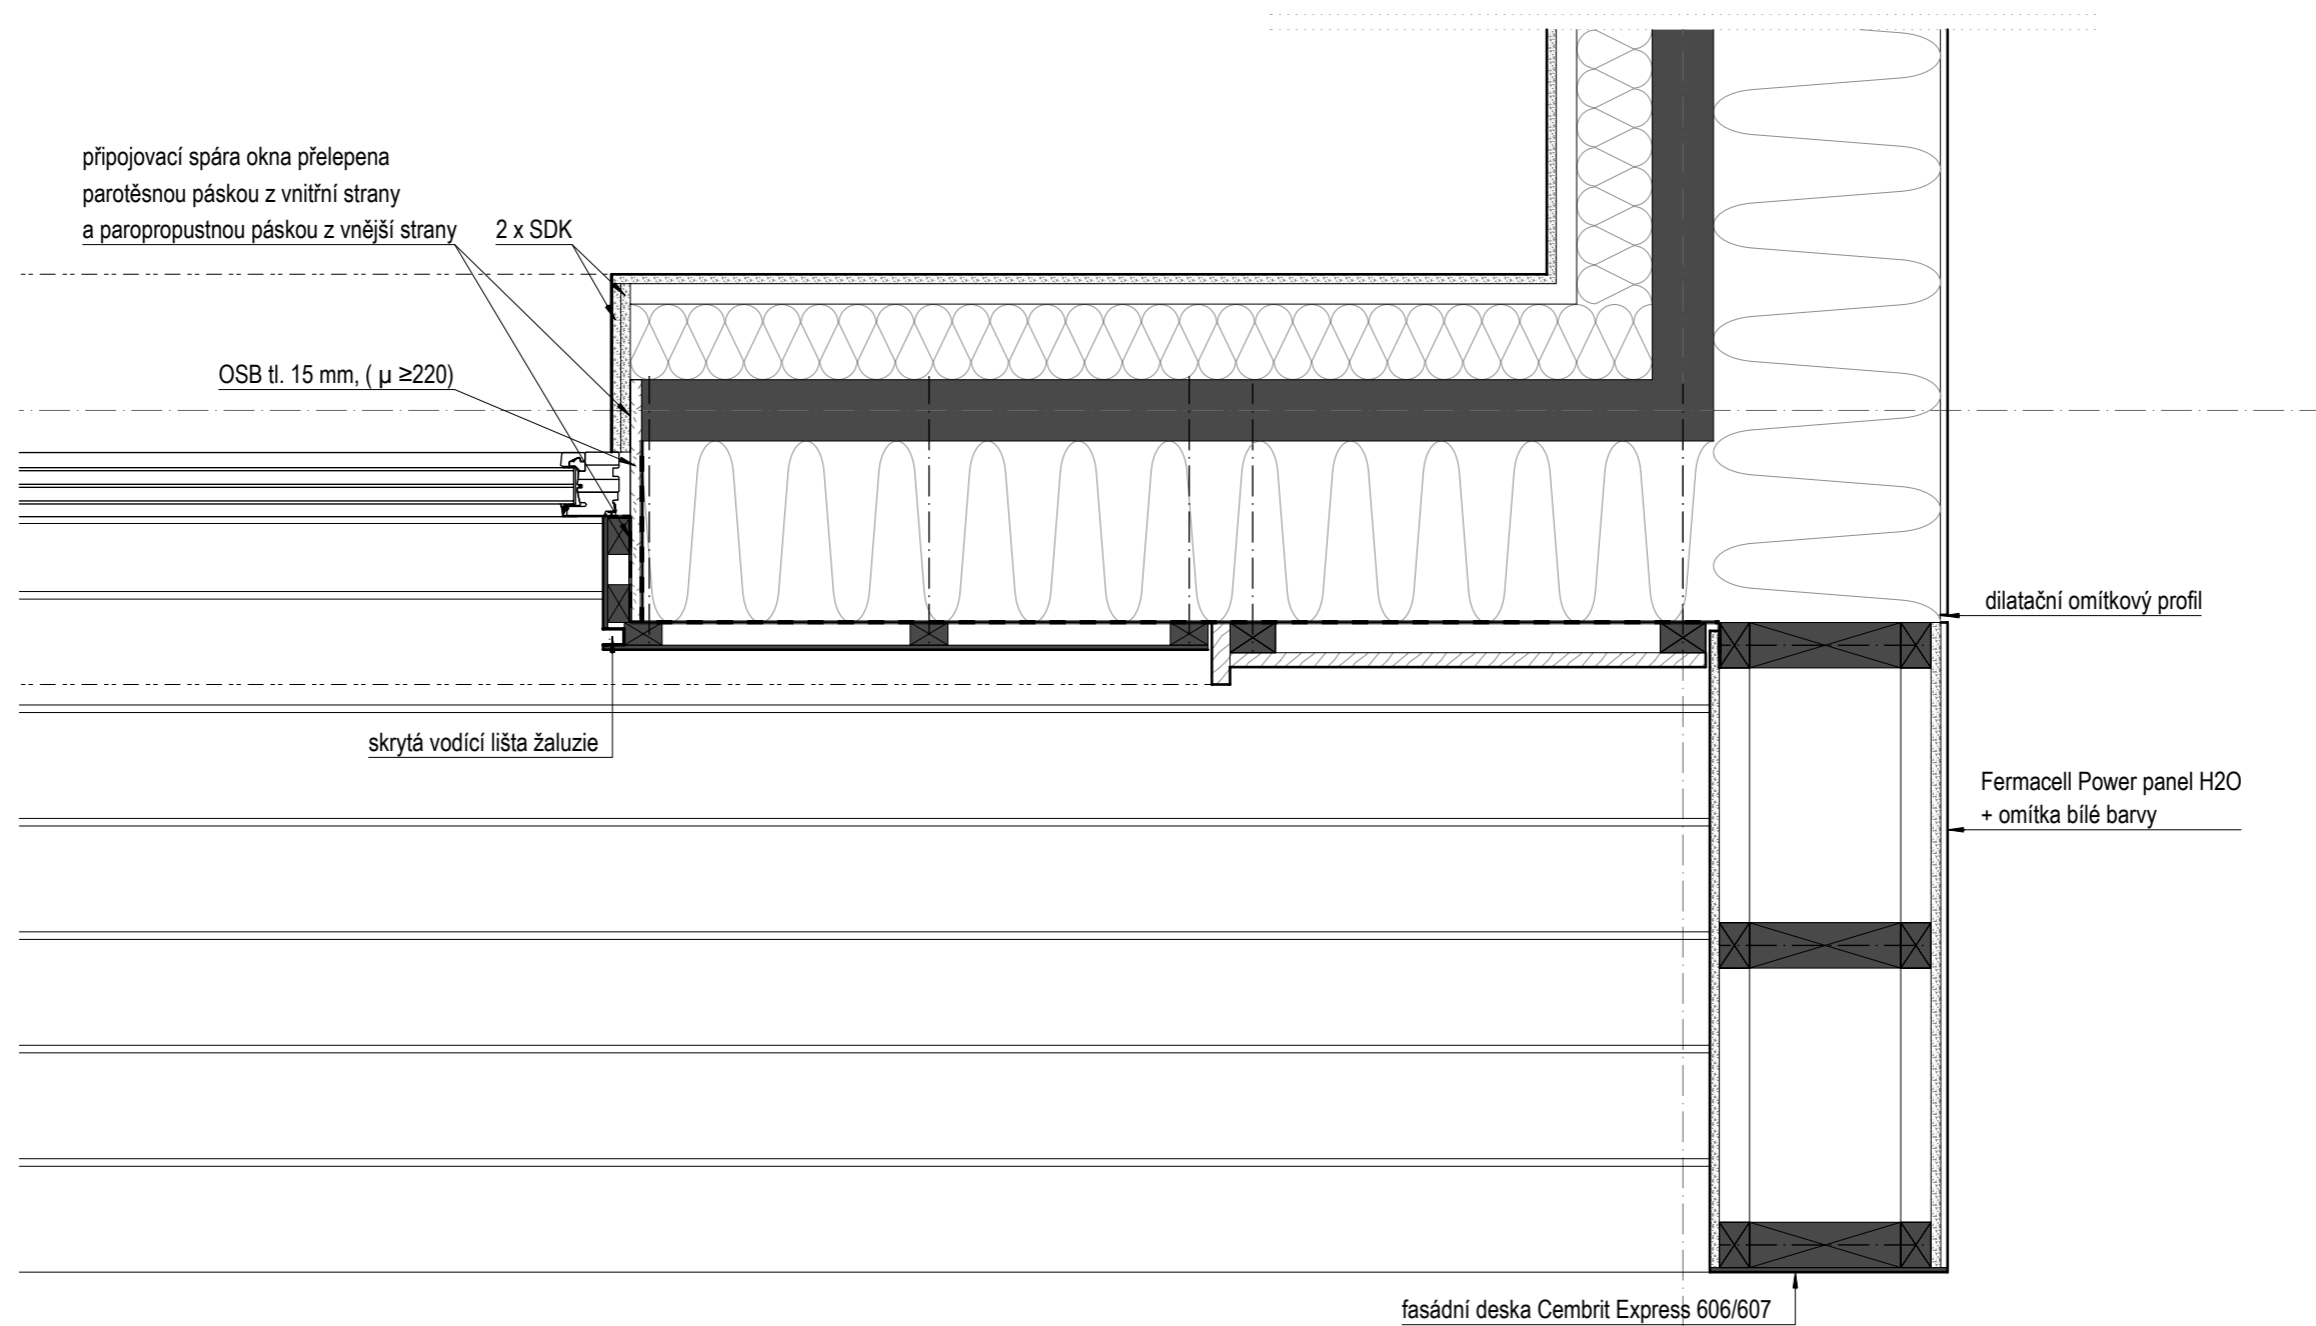 připojovací spára okna přelepena
parotěsnou páskou z vnitřní strany
a paropropustnou páskou z vnější strany
2 x SDK
OSB tl. 15 mm, ( μ ≥220)
dilatační omítkový profil
skrytá vodící lišta žaluzie
Fermacell Power panel H2O
+ omítka bílé barvy
fasádní deska Cembrit Express 606/607